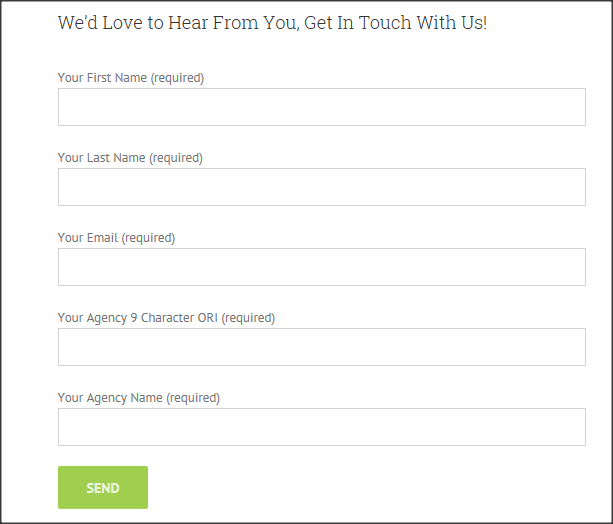 We'd Love to Hear From You, Get In Touch With Us!
Your First Name (required)
Your Last Name (required)
Your Email (required)
Your Agency 9 Character ORI (required)
Your Agency Name (required)
SEND